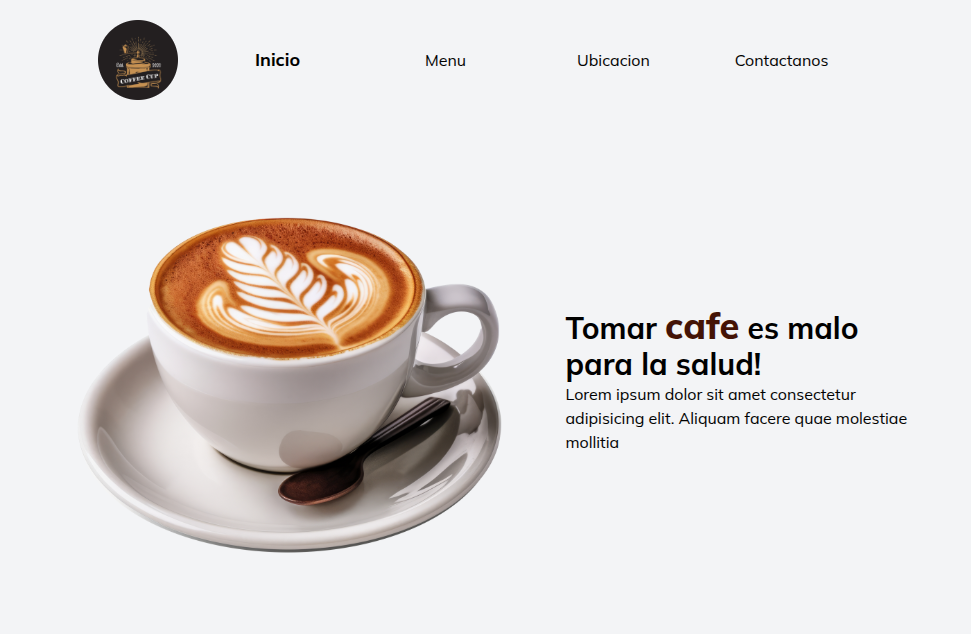 Est. 2021
COFFEE CUP
Inicio
Menu
Ubicacion
Contactanos
Tomar cafe es malo
para la salud!
Lorem ipsum dolor sit amet consectetur
adipisicing elit. Aliquam facere quae molestiae
mollitia